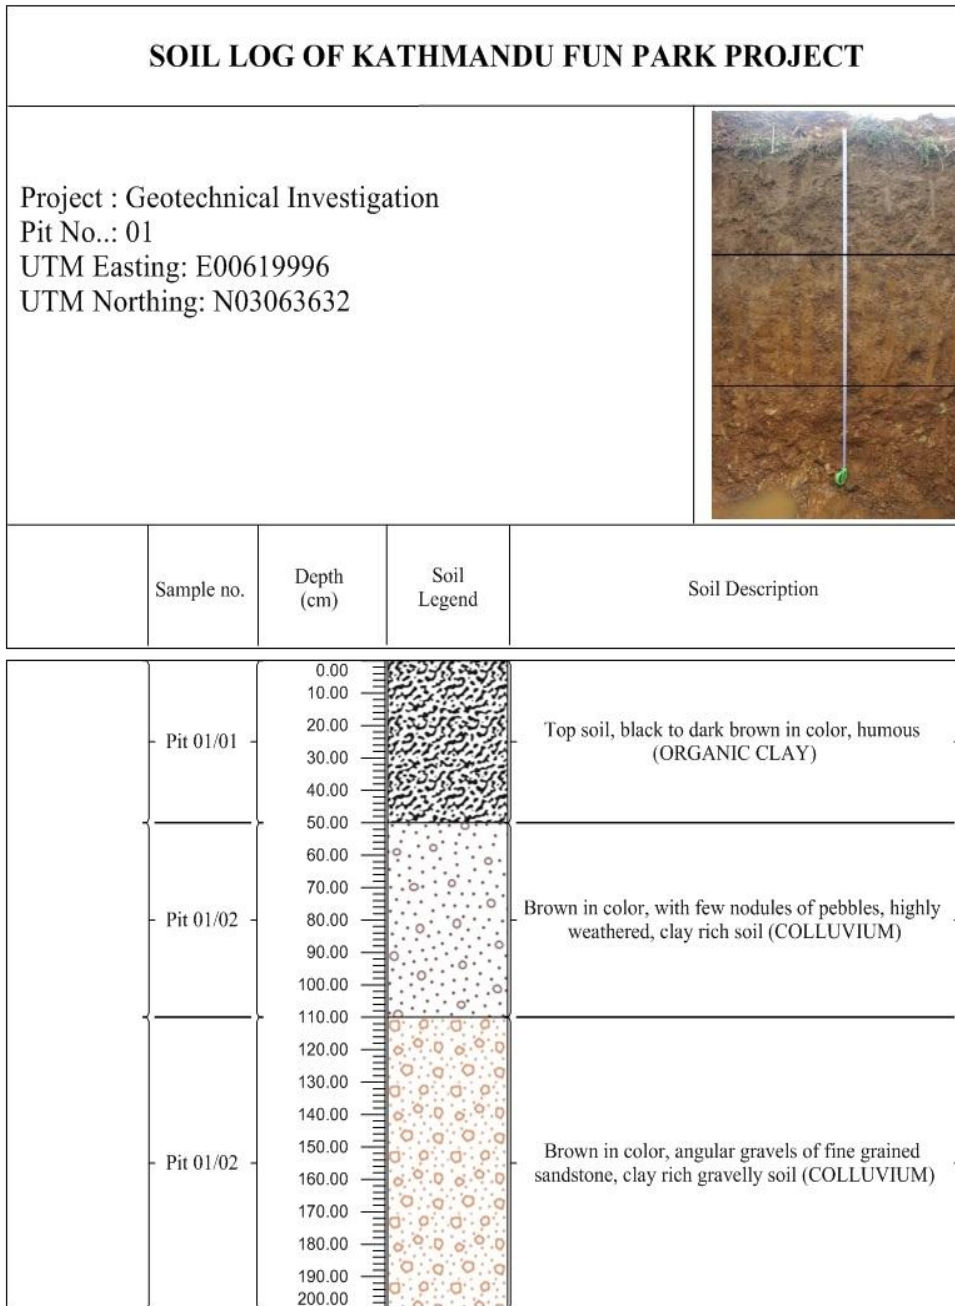 SOIL LOG OF KATHMANDU FUN PARK PROJECT
Project : Geotechnical Investigation
Pit No..: 01
UTM Easting: E00619996
UTM Northing: N03063632
Sample no.
Depth
(cm)
Soil
Legend
Soil Description
0.00
10.00
20.00
30.00
40.00
50.00
Pit 01/01
Top soil, black to dark brown in color, humous
(ORGANIC CLAY)
60.00
70.00
80.00
90.00
100.00
110.00
Pit 01/02
Brown in color, with few nodules of pebbles, highly
weathered, clay rich soil (COLLUVIUM)
120.00
130.00
140.00
150.00
160.00
170.00
180.00
190.00
200.00
Pit 01/02
Brown in color, angular gravels of fine grained
sandstone, clay rich gravelly soil (COLLUVIUM)